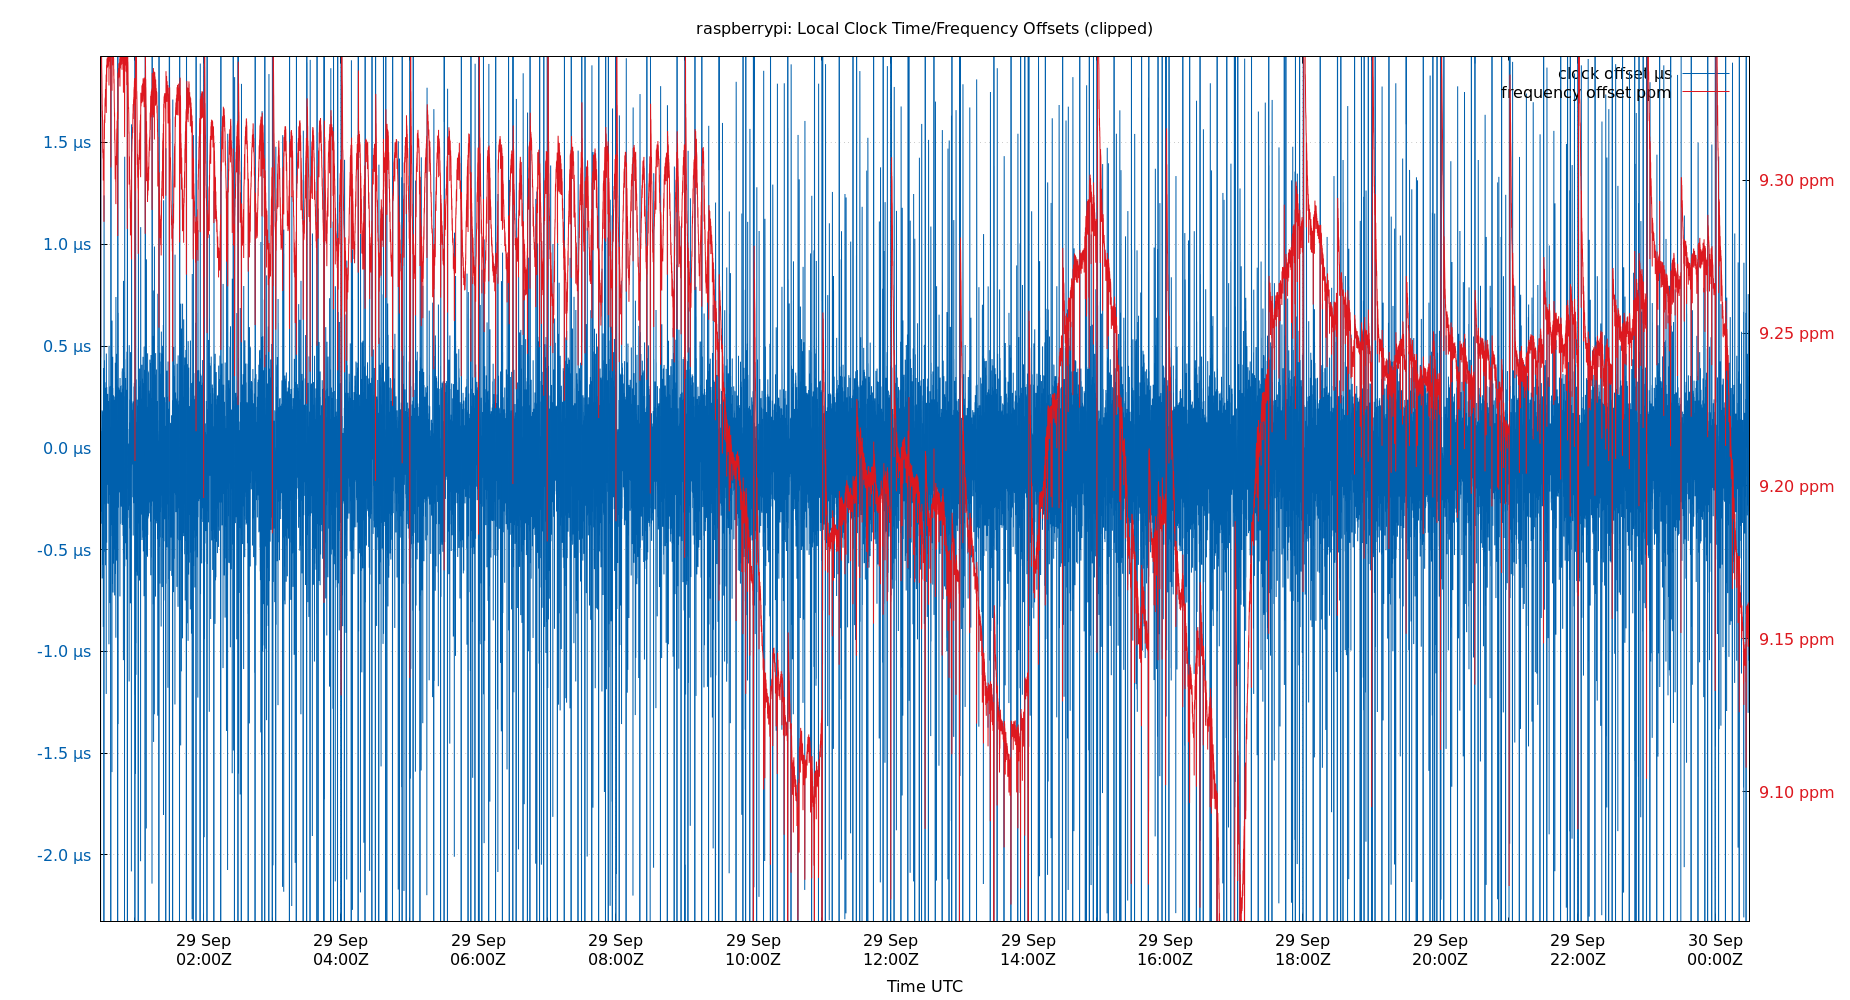 raspberrypi: Local Clock Time/Frequency Offsets (clipped)
clock offset µs
frequency offset ppm
1.5 µs
1.0 µs
0.5 µs
0.0 µs
-0.5 µs
-1.0 µs
-1.5 µs
-2.0 µs
9.30 ppm
9.25 ppm
9.20 ppm
9.15 ppm
9.10 ppm
29 Sep 29 Sep 29 Sep 29 Sep 29 Sep 29 Sep 29 Sep 29 Sep 29 Sep 29 Sep 29 Sep 30 Sep
02:00Z 04:00Z 06:00Z 08:00Z 10:00Z 12:00Z 14:00Z 16:00Z 18:00Z 20:00Z 22:00Z 00:00Z
Time UTC